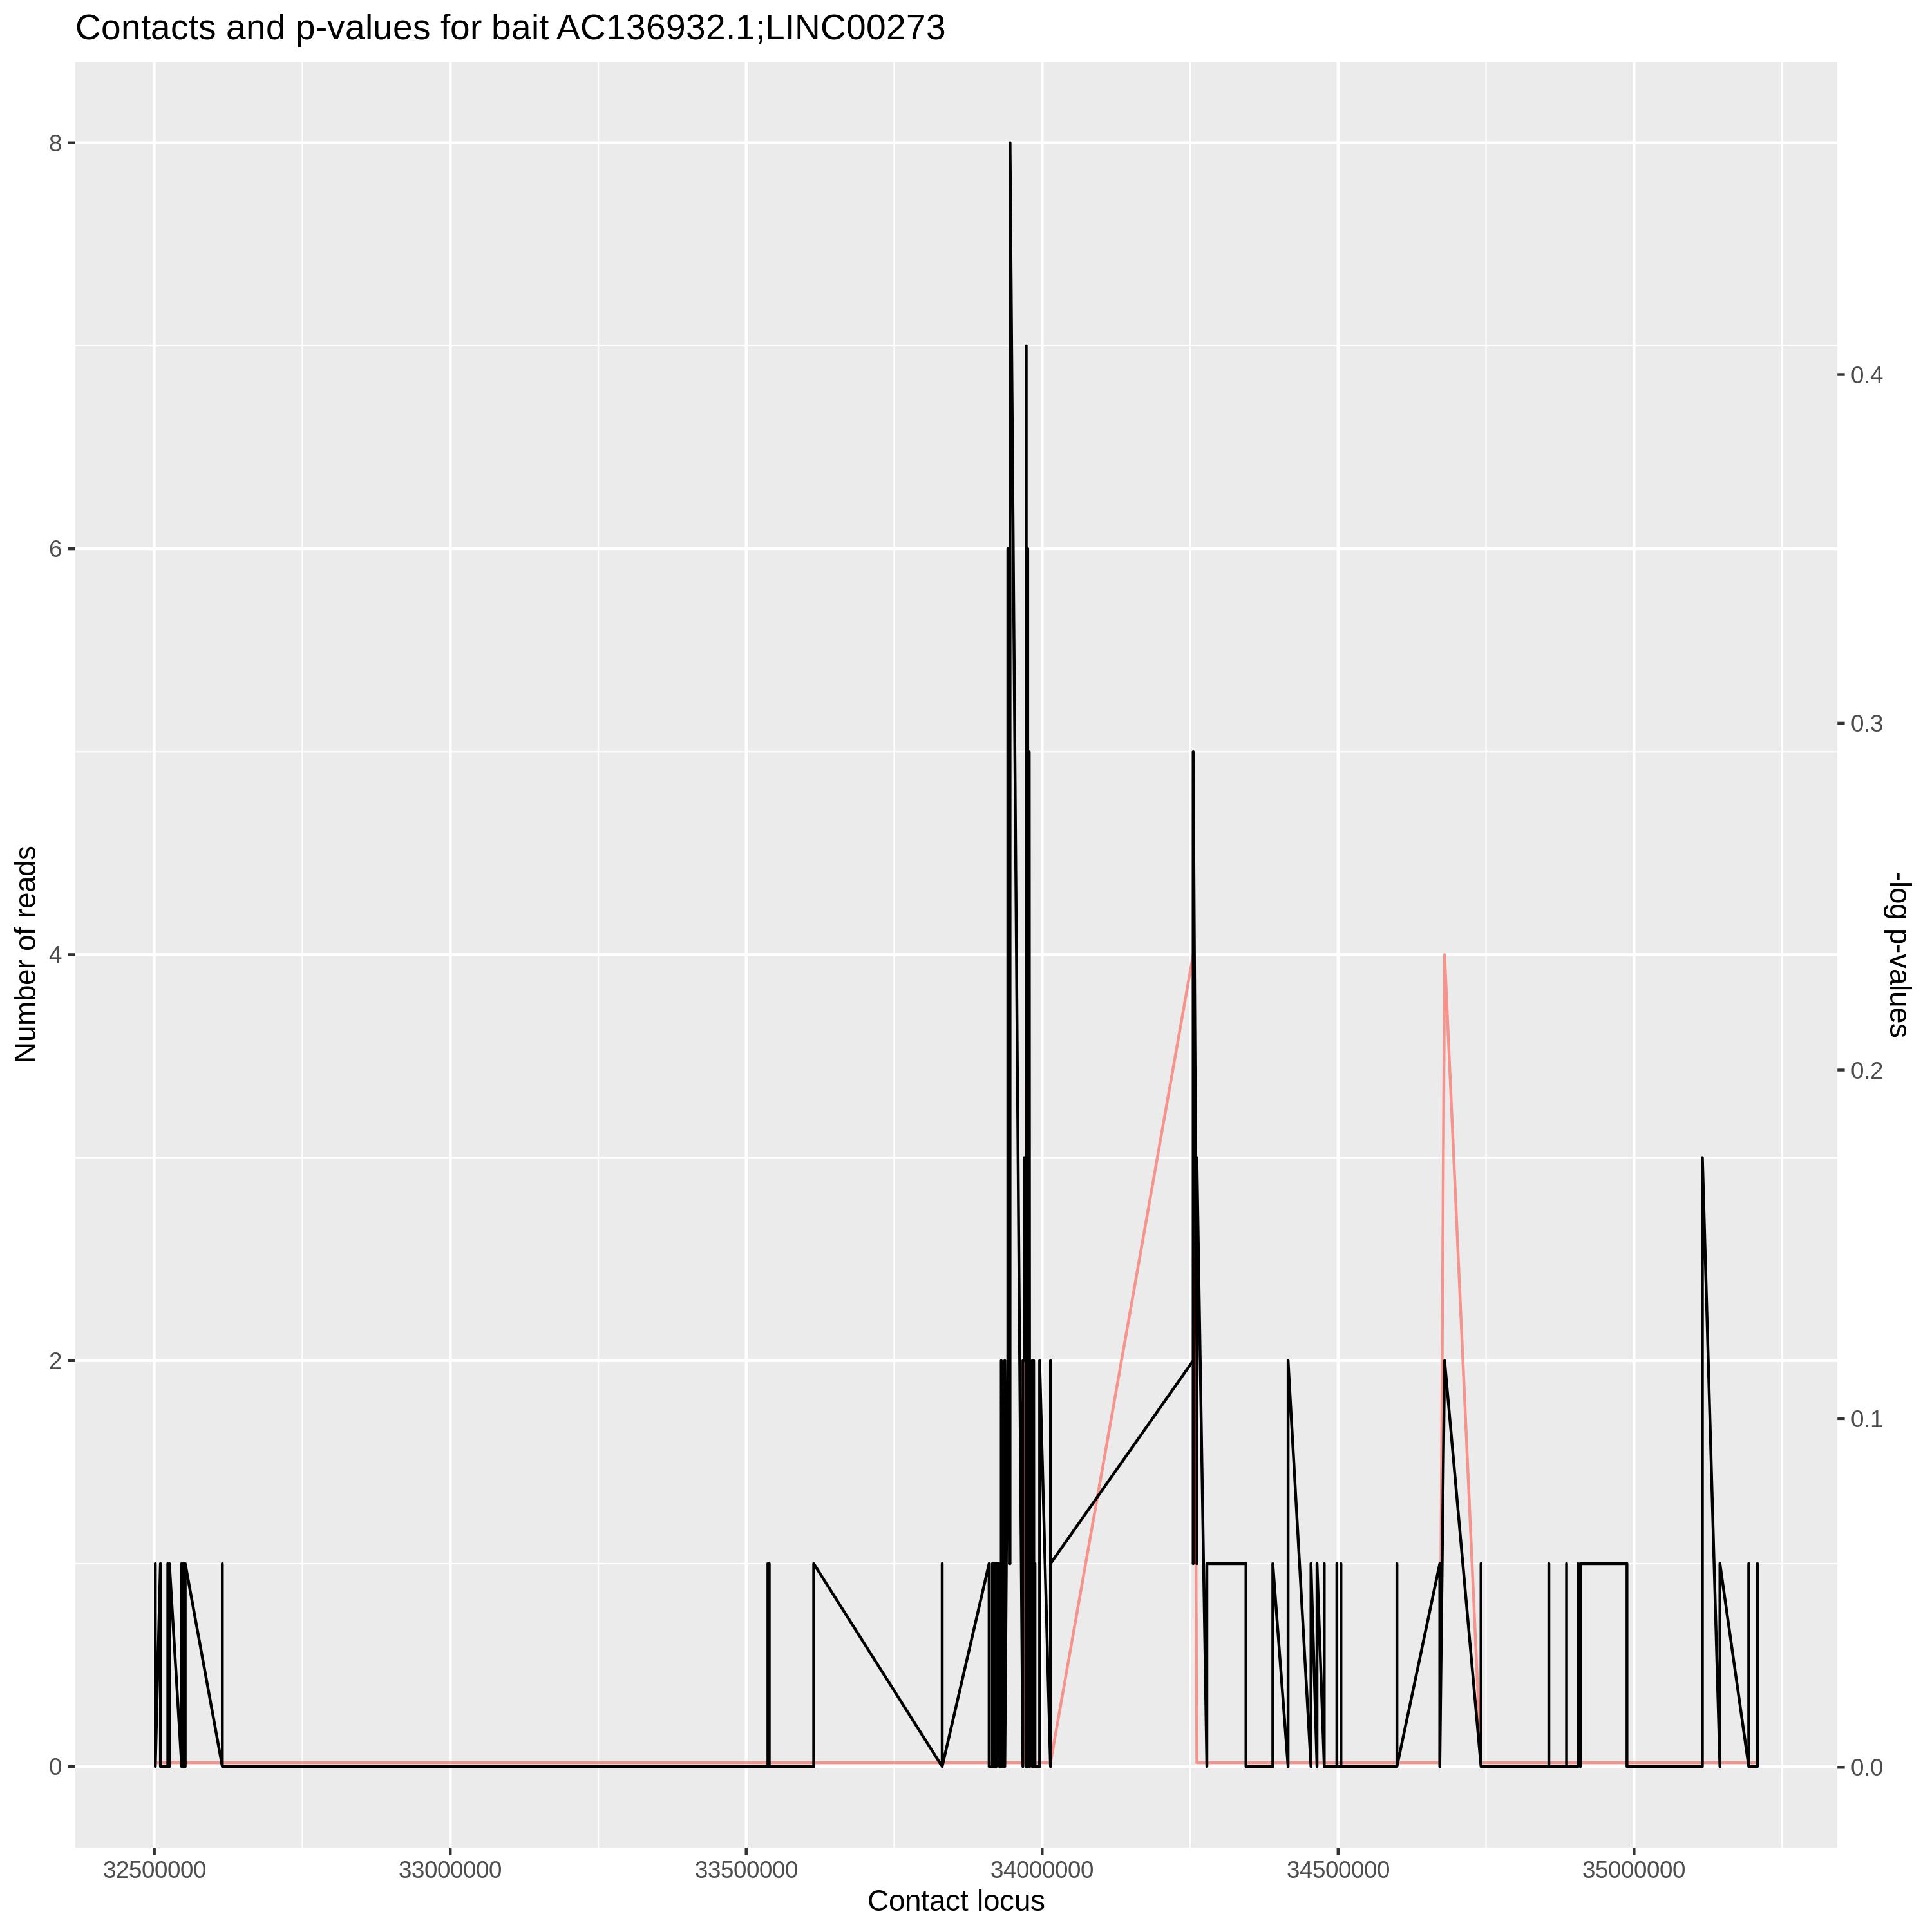 Contacts and p-values for bait AC136932.1;LINC00273
8
6
4
2
0
Number of reads
0.4
0.3
0.2
0.1
0.0
-log p-values
32500000 33000000 33500000 34000000 34500000 35000000
Contact locus